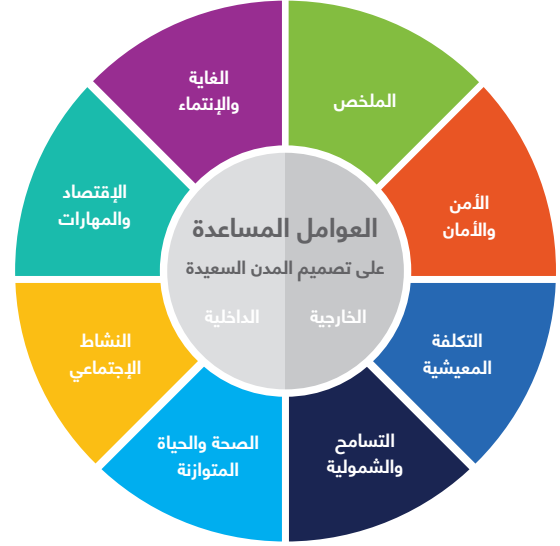 العوامل المساعدة
على تصميم المدن السعيدة
الخارجية
الداخلية
الملخص
الأمن
والأمان
التكلفة
المعيشية
التسامح
والشمولية
الصحة والحياة
المتوازنة
النشاط
الإجتماعي
الإقتصاد
والمهارات
الغاية
والإنتماء